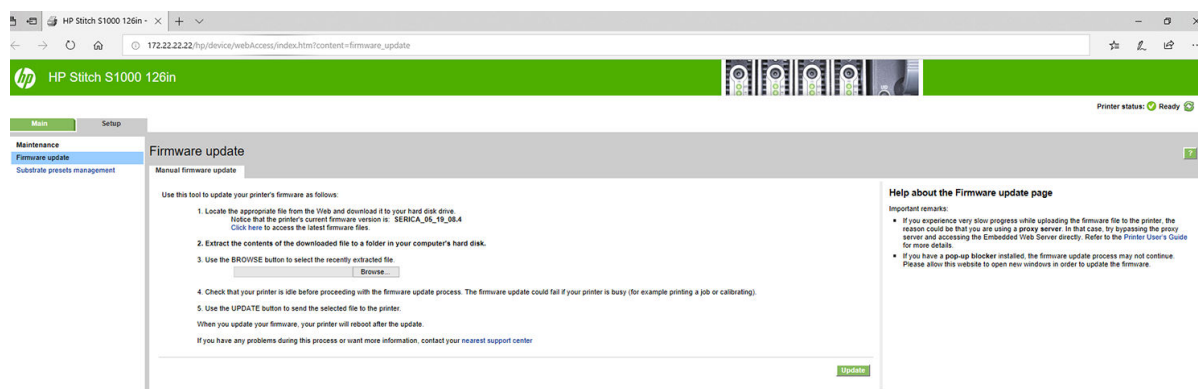 HP Stitch S1000 126in -
172.22.22.22/hp/device/webAccess/index.htm?content=firmware_update
hp HP Stitch S1000 126in
Printer status: Ready
Main Setup
Maintenance
Firmware update
Substrate presets management
Firmware update
?
Manual firmware update
Use this tool to update your printer's firmware as follows:
1. Locate the appropriate file from the Web and download it to your hard disk drive.
Notice that the printer's current firmware version is: SERICA_05_19_08.4
Click here to access the latest firmware files.
2. Extract the contents of the downloaded file to a folder in your computer's hard disk.
3. Use the BROWSE button to select the recently extracted file.
Browse...
4. Check that your printer is idle before proceeding with the firmware update process. The firmware update could fail if your printer is busy (for example printing a job or calibrating).
5. Use the UPDATE button to send the selected file to the printer.
When you update your firmware, your printer will reboot after the update.
If you have any problems during this process or want more information, contact your nearest support center
Update
Help about the Firmware update page
Important remarks:
If you experience very slow progress while uploading the firmware file to the printer, the
reason could be that you are using a proxy server. In that case, try bypassing the proxy
server and accessing the Embedded Web Server directly. Refer to the Printer User's Guide
for more details.
If you have a pop-up blocker installed, the firmware update process may not continue.
Please allow this website to open new windows in order to update the firmware.